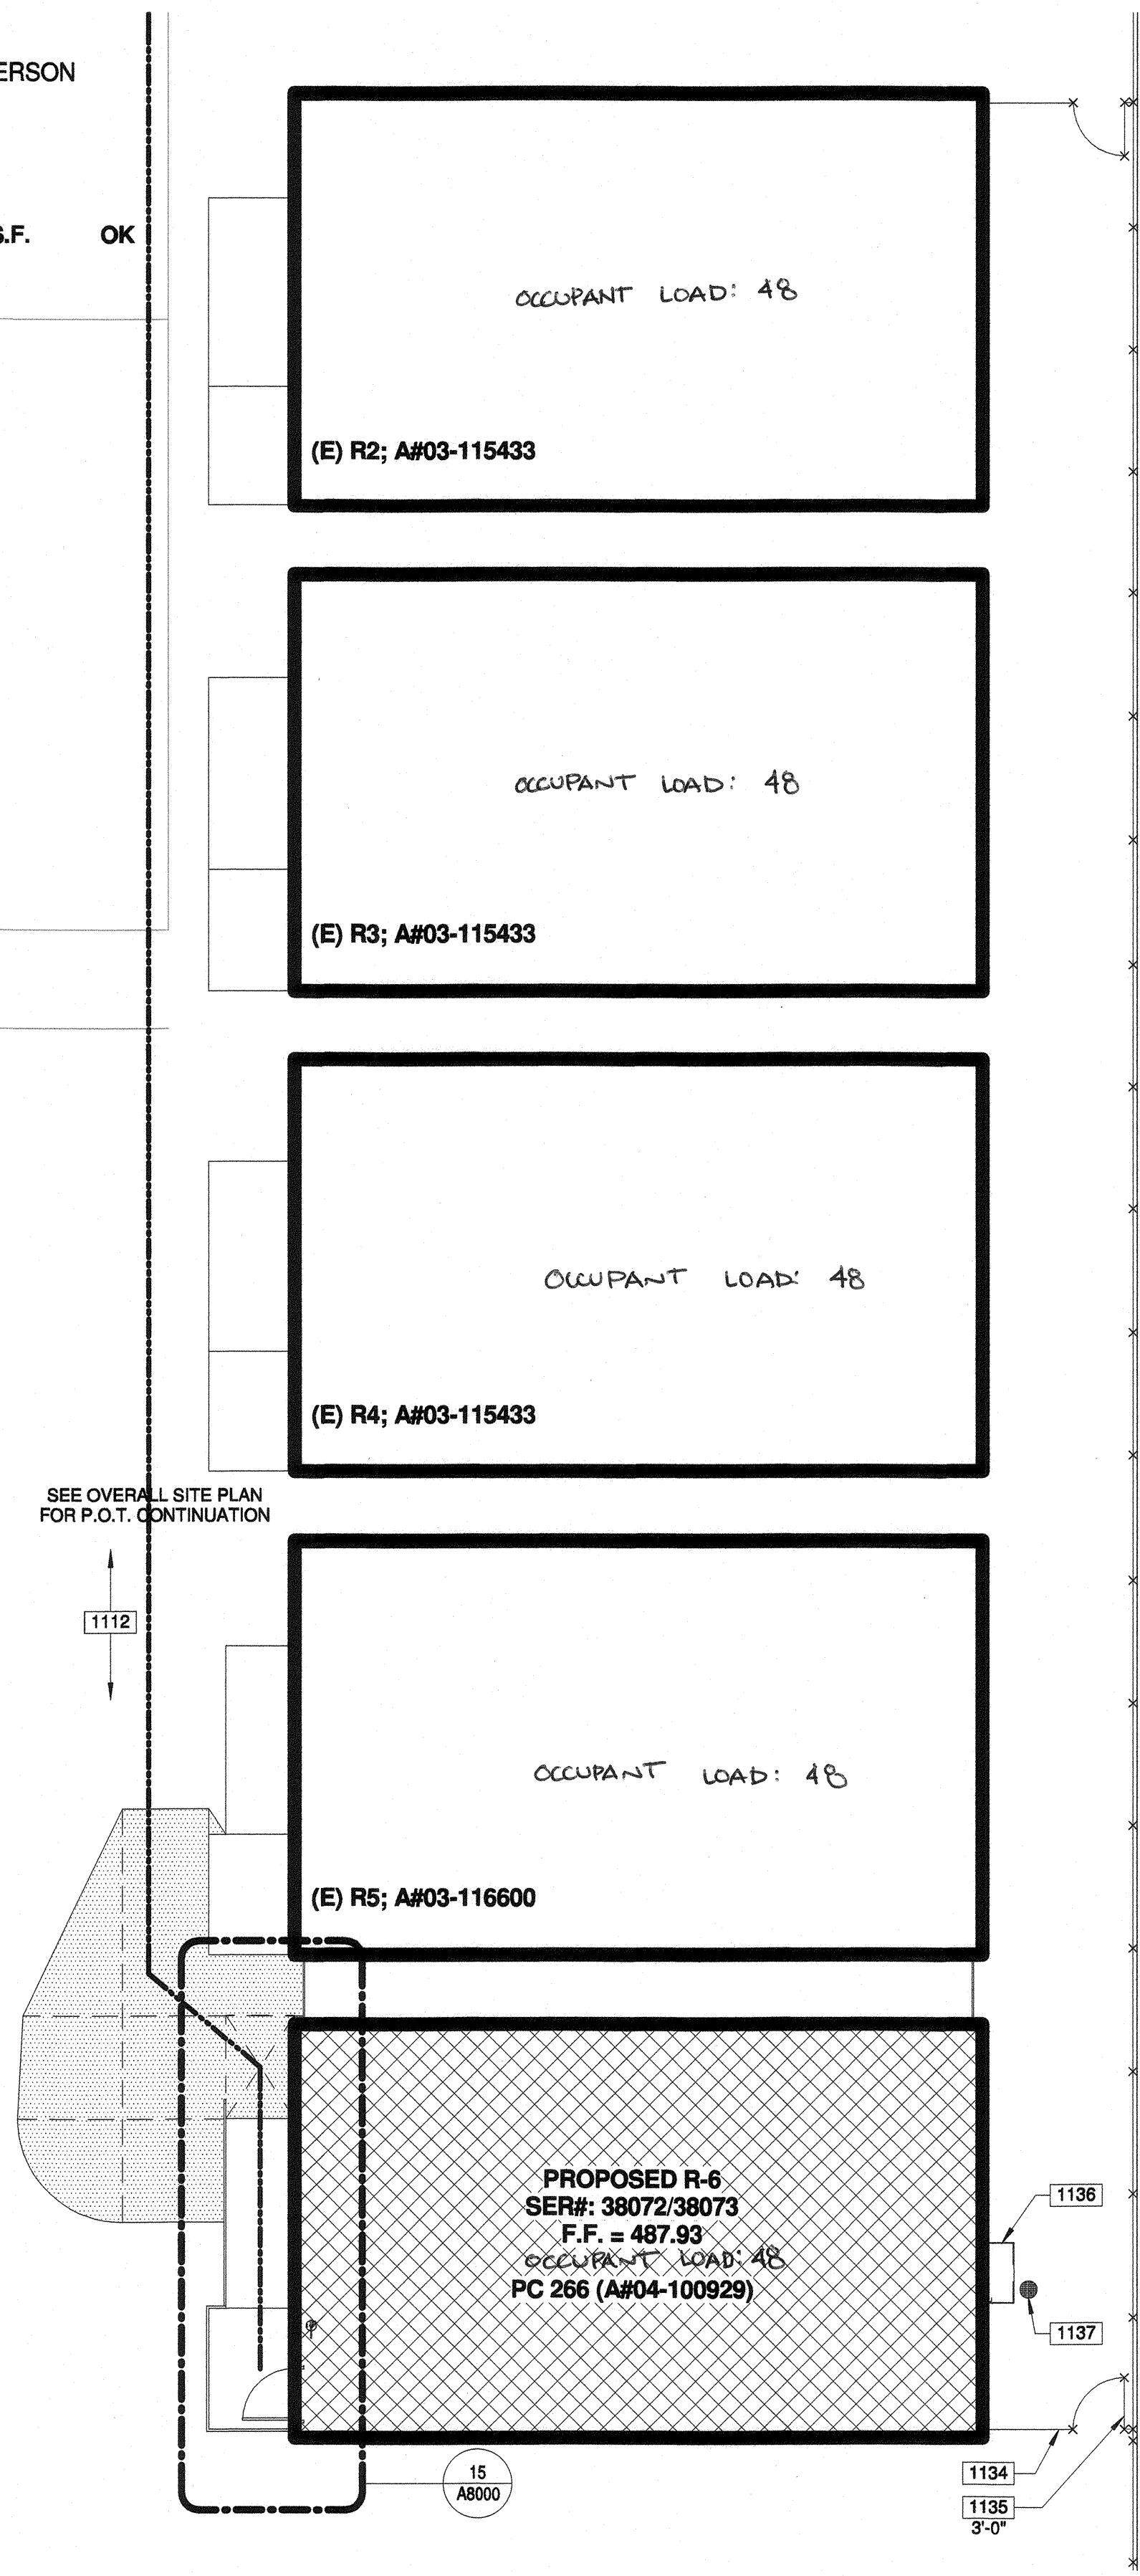 ERSON
S.F. OK
OCCUPANT LOAD: 48
(E) R2; A#03-115433
OCCUPANT LOAD: 48
(E) R3; A#03-115433
OCCUPANT LOAD: 48
(E) R4; A#03-115433
SEE OVERALL SITE PLAN
FOR P.O.T. CONTINUATION
1112
OCCUPANT LOAD: 48
(E) R5; A#03-116600
PROPOSED R-6
SER#: 38072/38073
F.F. = 487.93
OCCUPANT LOAD: 48
PC 266 (A#04-100929)
1136
1137
1134
1135
3'-0"
15
A8000